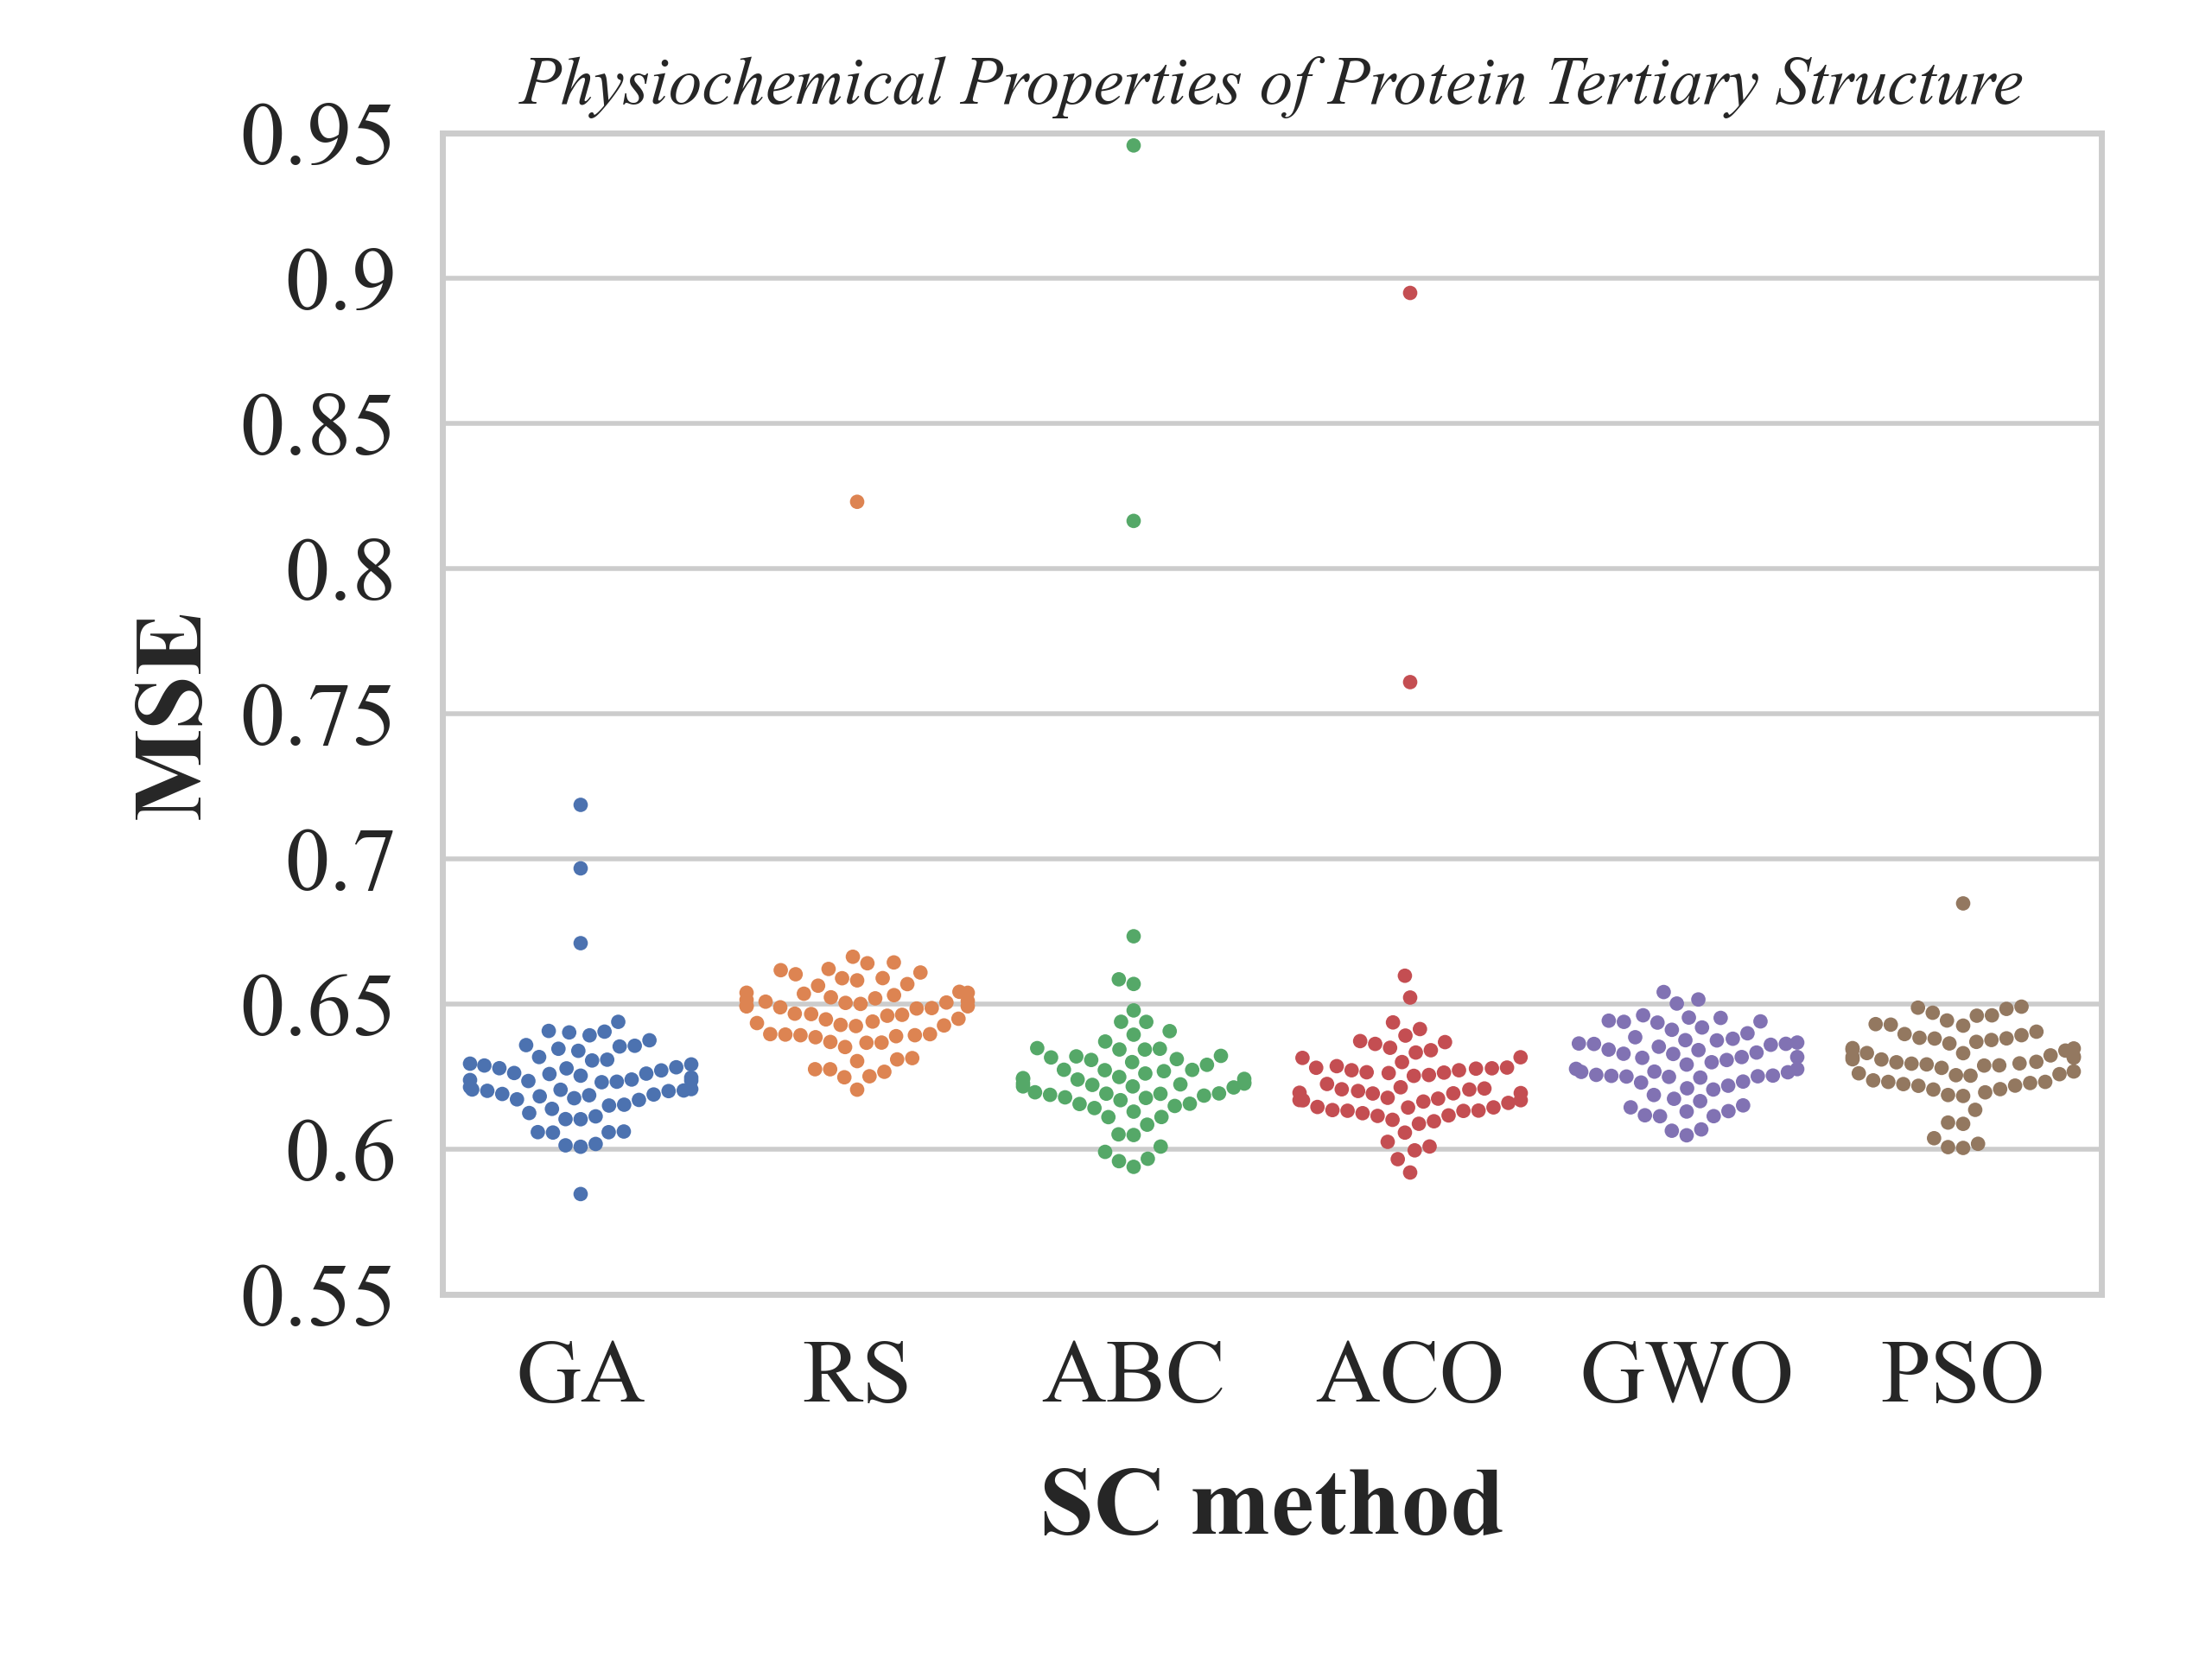 Physiochemical Properties of Protein Tertiary Structure
0.95
0.9
0.85
0.8
0.75
0.7
0.65
0.6
0.55
MSE
GA RS ABC ACO GWO PSO
SC method